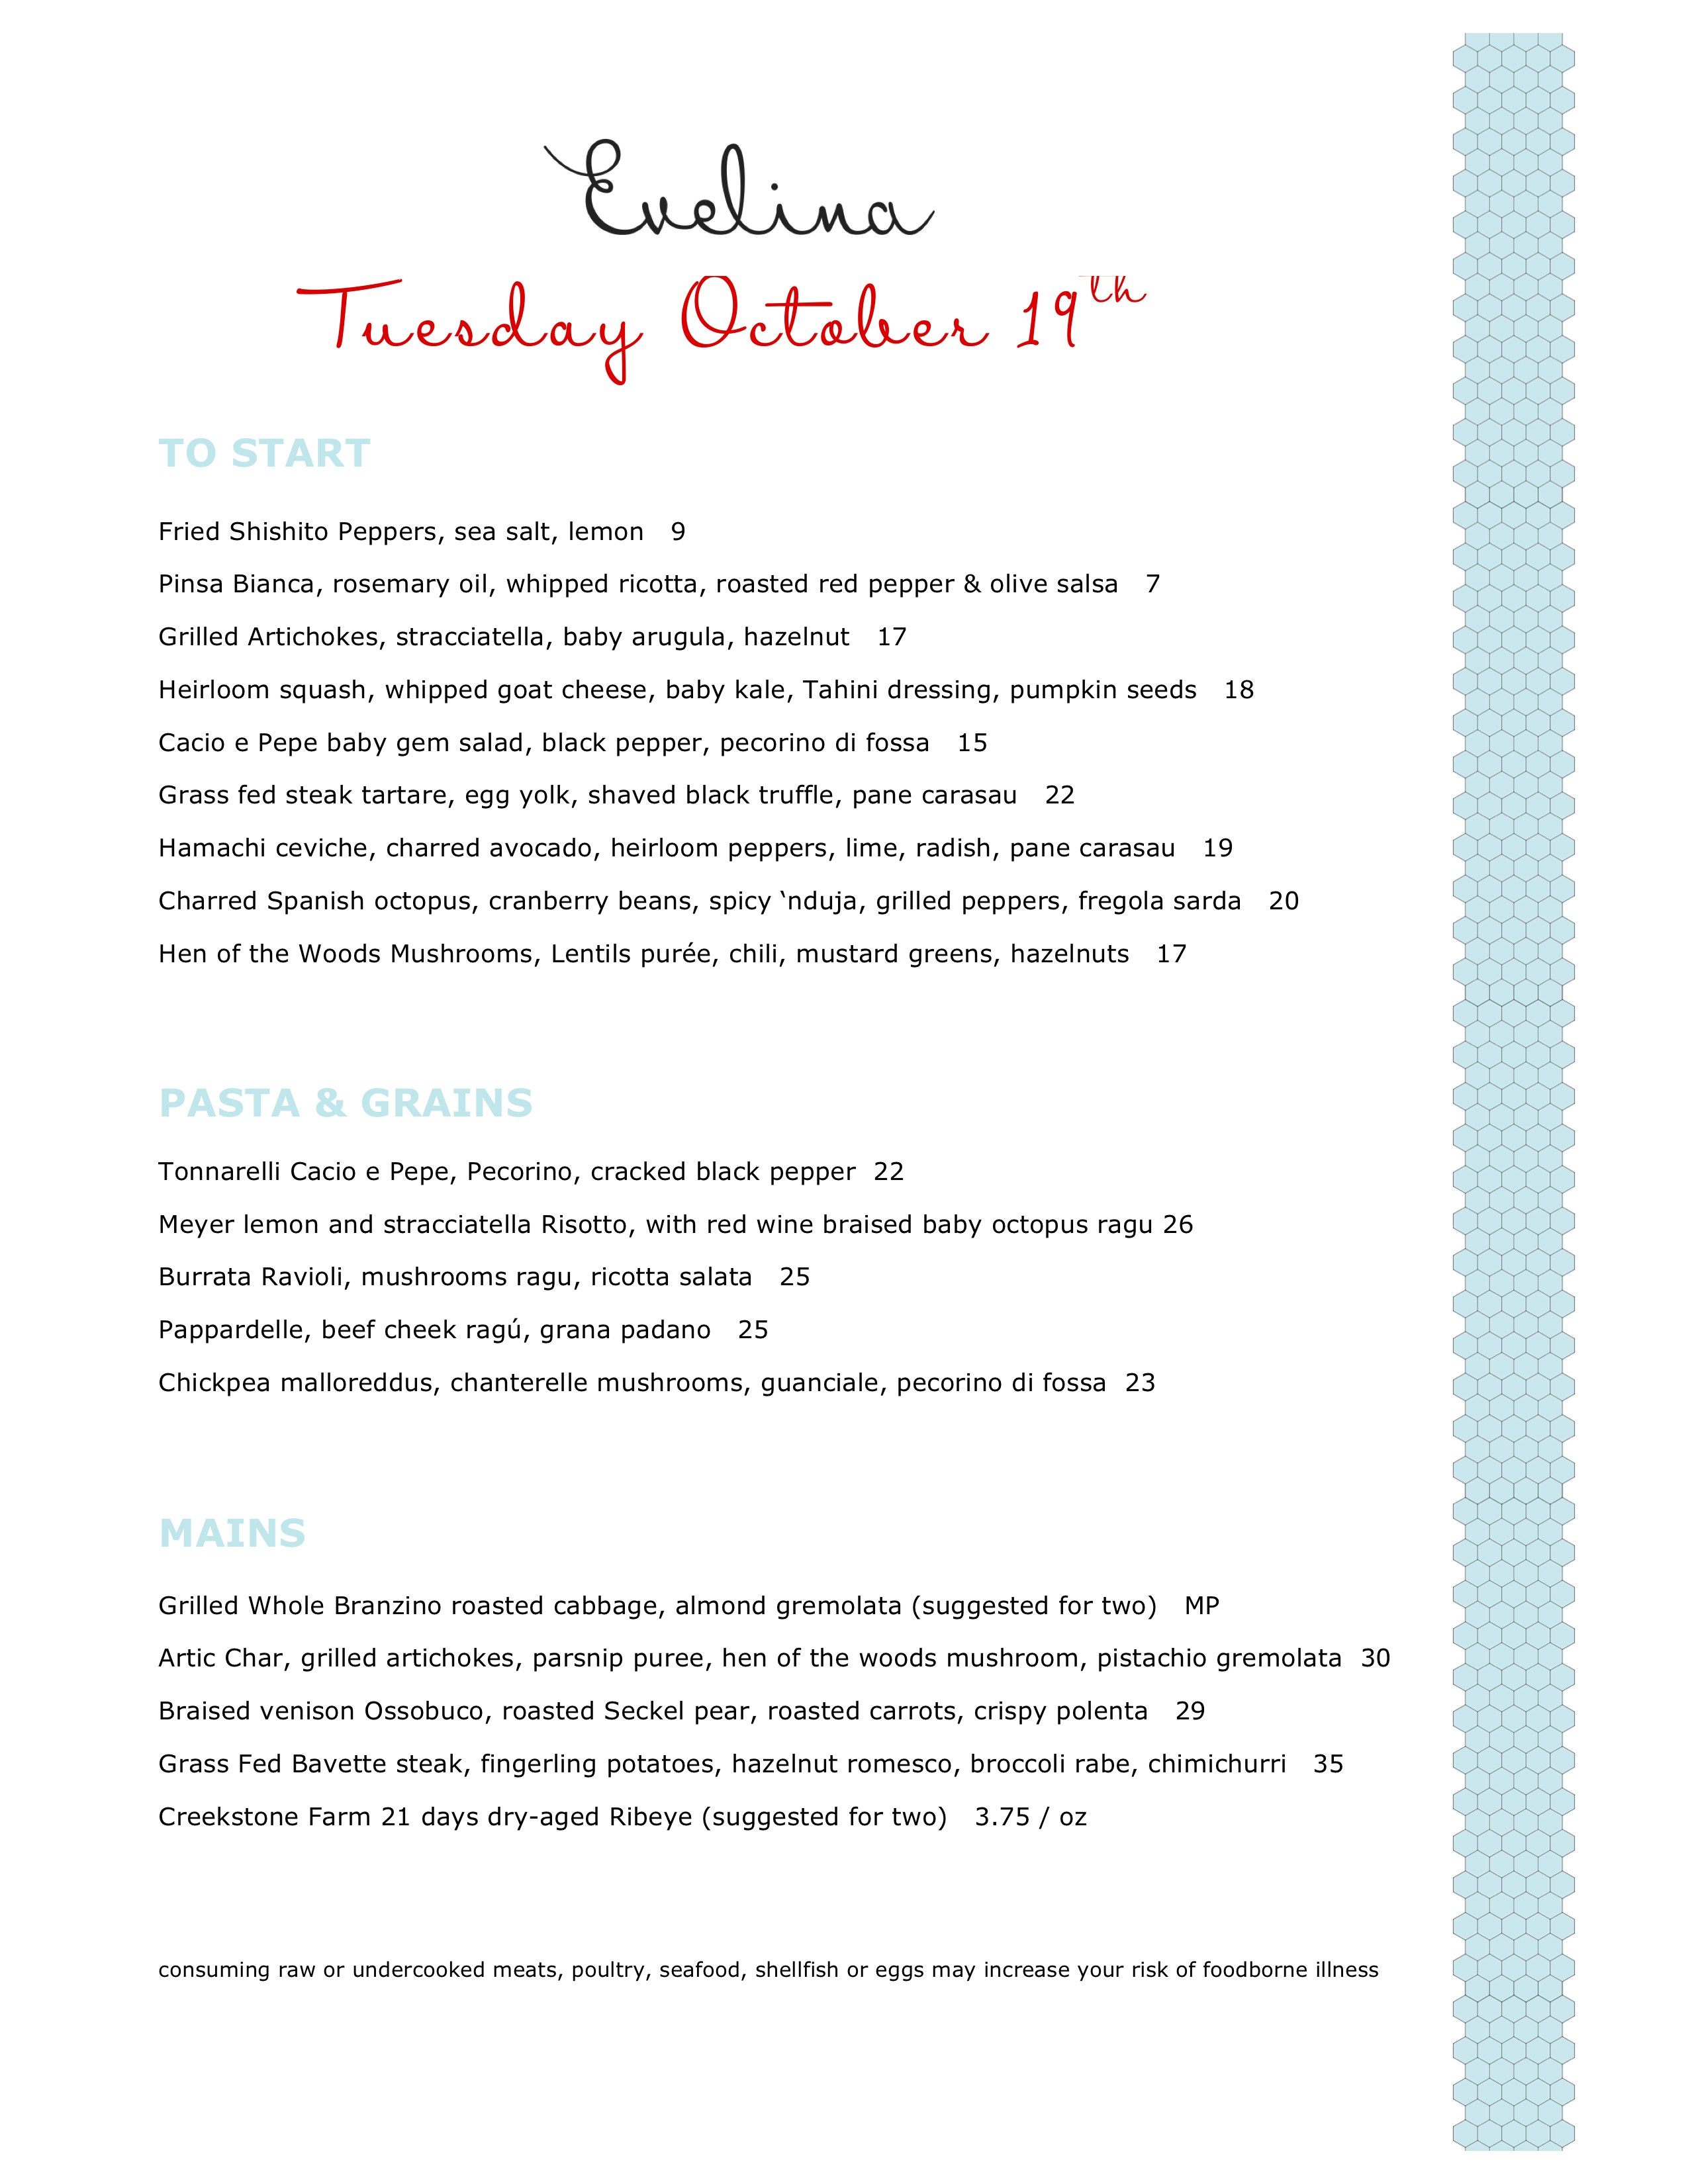 Evelina
Tuesday October 19th
TO START
Fried Shishito Peppers, sea salt, lemon 9
Pinsa Bianca, rosemary oil, whipped ricotta, roasted red pepper & olive salsa 7
Grilled Artichokes, stracciatella, baby arugula, hazelnut 17
Heirloom squash, whipped goat cheese, baby kale, Tahini dressing, pumpkin seeds 18
Cacio e Pepe baby gem salad, black pepper, pecorino di fossa 15
Grass fed steak tartare, egg yolk, shaved black truffle, pane carasau 22
Hamachi ceviche, charred avocado, heirloom peppers, lime, radish, pane carasau 19
Charred Spanish octopus, cranberry beans, spicy ‘nduja, grilled peppers, fregola sarda 20
Hen of the Woods Mushrooms, Lentils purée, chili, mustard greens, hazelnuts 17
PASTA & GRAINS
Tonnarelli Cacio e Pepe, Pecorino, cracked black pepper 22
Meyer lemon and stracciatella Risotto, with red wine braised baby octopus ragu 26
Burrata Ravioli, mushrooms ragu, ricotta salata 25
Pappardelle, beef cheek ragú, grana padano 25
Chickpea malloreddus, chanterelle mushrooms, guanciale, pecorino di fossa 23
MAINS
Grilled Whole Branzino roasted cabbage, almond gremolata (suggested for two) MP
Artic Char, grilled artichokes, parsnip puree, hen of the woods mushroom, pistachio gremolata 30
Braised venison Ossobuco, roasted Seckel pear, roasted carrots, crispy polenta 29
Grass Fed Bavette steak, fingerling potatoes, hazelnut romesco, broccoli rabe, chimichurri 35
Creekstone Farm 21 days dry-aged Ribeye (suggested for two) 3.75 / oz
consuming raw or undercooked meats, poultry, seafood, shellfish or eggs may increase your risk of foodborne illness